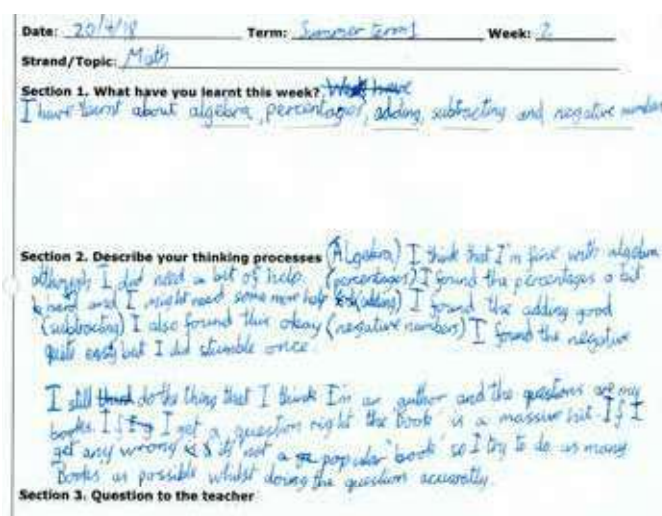 Date: 20/4/18 Term: Summer term1 Week: 2
Strand/Topic: Math
Section 1. What have you learnt this week? What have
I have learnt about algebra, percentages, adding, subtracting and negative number
Section 2. Describe your thinking processes (Algebra) I think that I'm fine with algebra
although I did need a bit of help. (percentages) I found the percentages a bit
hard and I might need some more help (adding) I found the adding good
(subtracting) I also found this okay (negative numbers) I found the negative
quite easy but I did stumble once.
I still think do the thing that I think I'm an author and the questions are my
books. If I get a question right the 'book' is a massive hit. If I
get any wrong it's not a popular 'book' so I try to do as many
Books as possible whilst doing the question accuratly.
Section 3. Question to the teacher